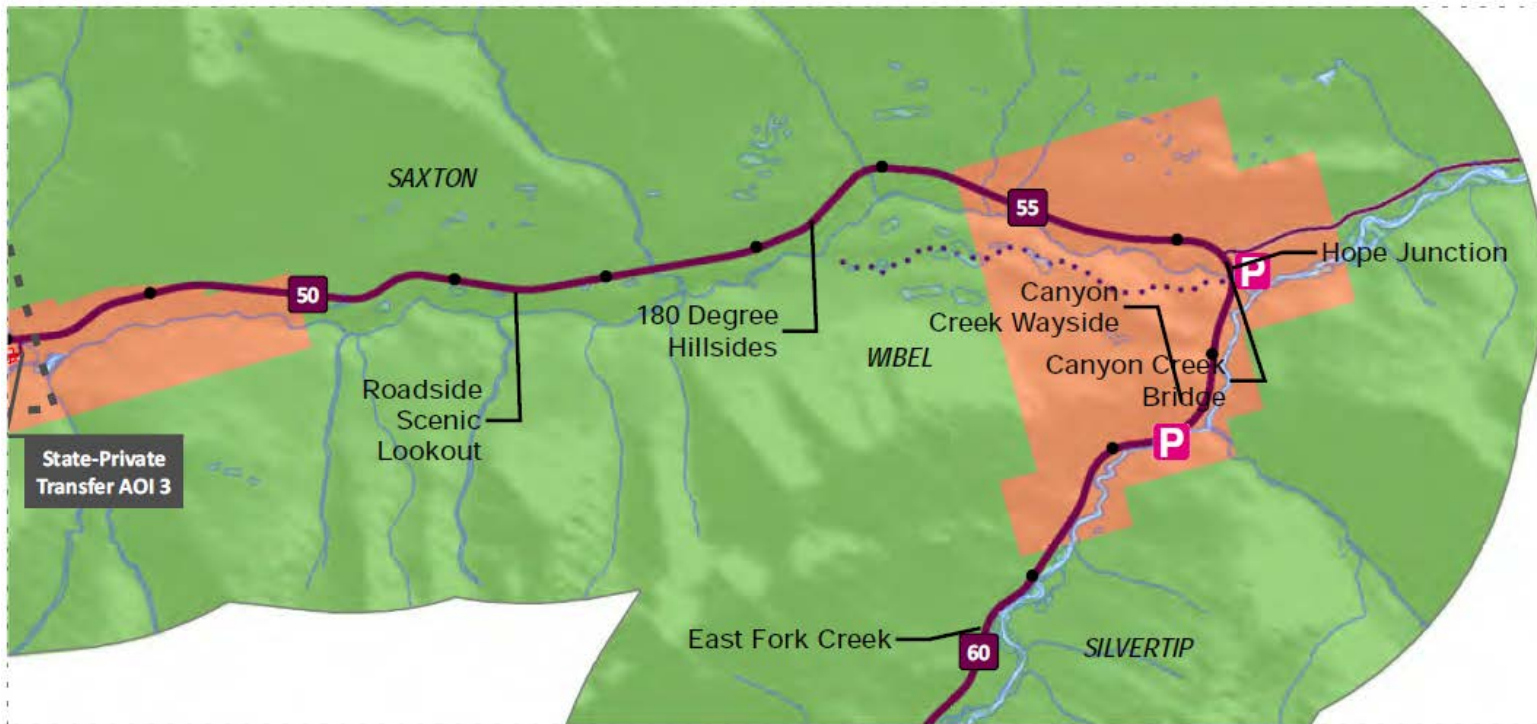 SAXTON
55
P
Hope Junction
50
180 Degree
Hillsides
Canyon
Creek Wayside
WIBEL
Canyon Creek
Bridge
Roadside
Scenic
Lookout
P
State-Private
Transfer AOI 3
East Fork Creek
60
SILVERTIP